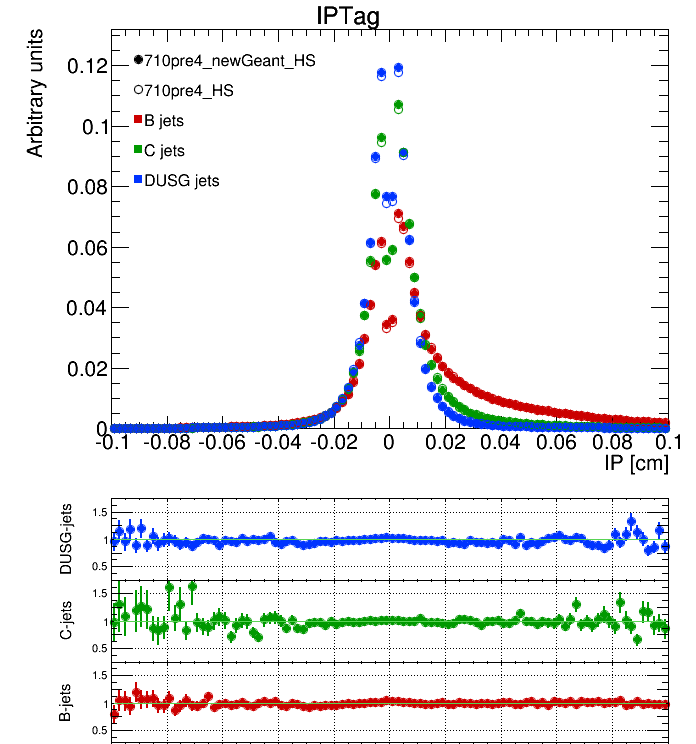 IPTag
Arbitrary units
710pre4_newGeant_HS
710pre4_HS
B jets
C jets
DUSG jets
0.12
0.1
0.08
0.06
0.04
0.02
0
-0.1 -0.08 -0.06 -0.04 -0.02 0 0.02 0.04 0.06 0.08 0.1
IP [cm]
DUSG-jets
1.5
1
0.5
C-jets
1.5
1
0.5
B-jets
1.5
1
0.5